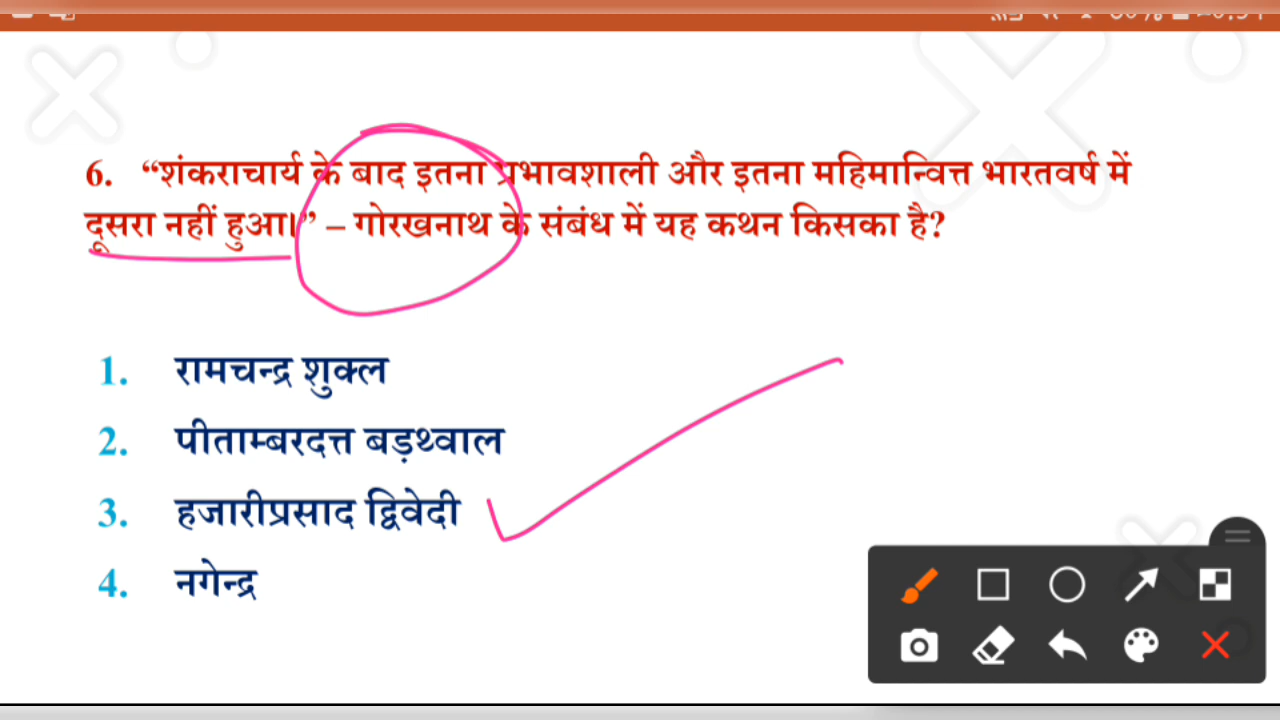 6. “शंकराचार्य के बाद इतना प्रभावशाली और इतना महिमान्वित्त भारतवर्ष में
दूसरा नहीं हुआ।” – गोरखनाथ के संबंध में यह कथन किसका है?
1. रामचन्द्र शुक्ल
2. पीताम्बरदत्त बड़थ्वाल
3. हजारीप्रसाद द्विवेदी
4. नगेन्द्र